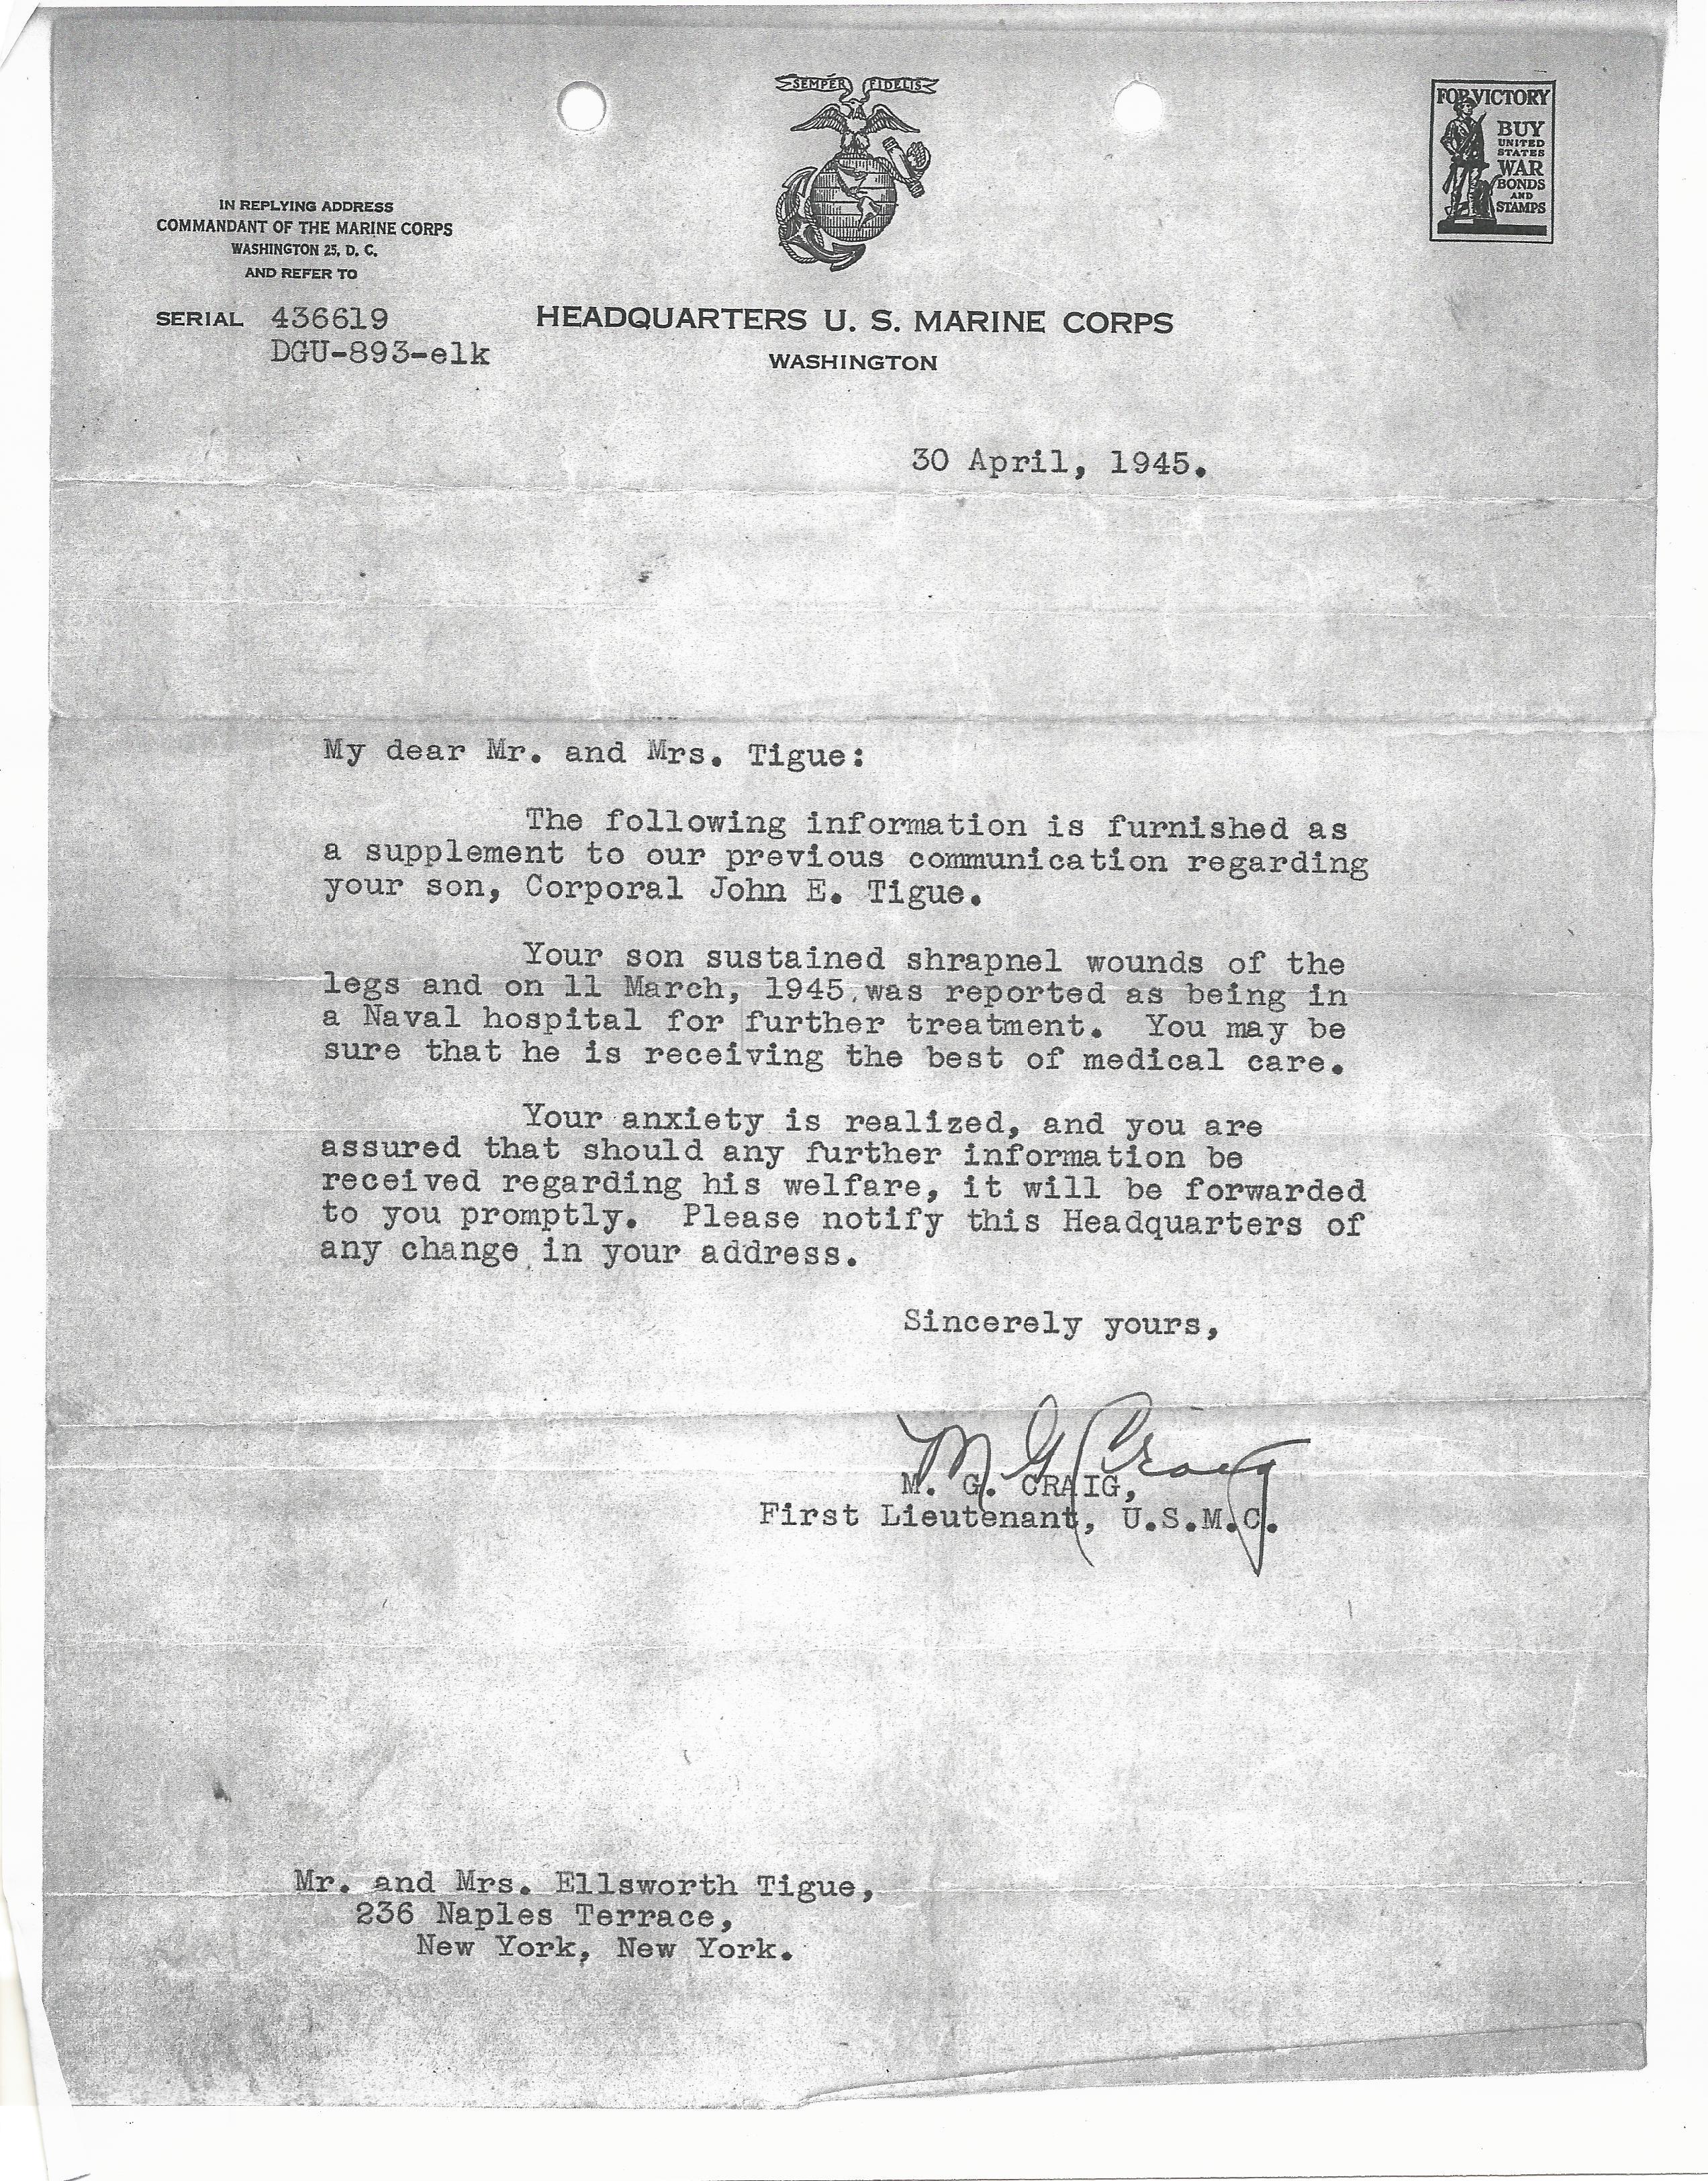 SEMPER FIDELIS
FOR VICTORY
BUY
UNITED
STATES
WAR
BONDS
AND
STAMPS
IN REPLYING ADDRESS
COMMANDANT OF THE MARINE CORPS
WASHINGTON 25, D. C.
AND REFER TO
SERIAL 436619
DGU-893-elk
HEADQUARTERS U. S. MARINE CORPS
WASHINGTON
30 April, 1945.
My dear Mr. and Mrs. Tigue:
The following information is furnished as
a supplement to our previous communication regarding
your son, Corporal John E. Tigue.
Your son sustained shrapnel wounds of the
legs and on 11 March, 1945, was reported as being in
a Naval hospital for further treatment. You may be
sure that he is receiving the best of medical care.
Your anxiety is realized, and you are
assured that should any further information be
received regarding his welfare, it will be forwarded
to you promptly. Please notify this Headquarters of
any change in your address.
Sincerely yours,
M G Craig
M. G. CRAIG,
First Lieutenant, U.S.M.C.
Mr. and Mrs. Ellsworth Tigue,
236 Naples Terrace,
New York, New York.